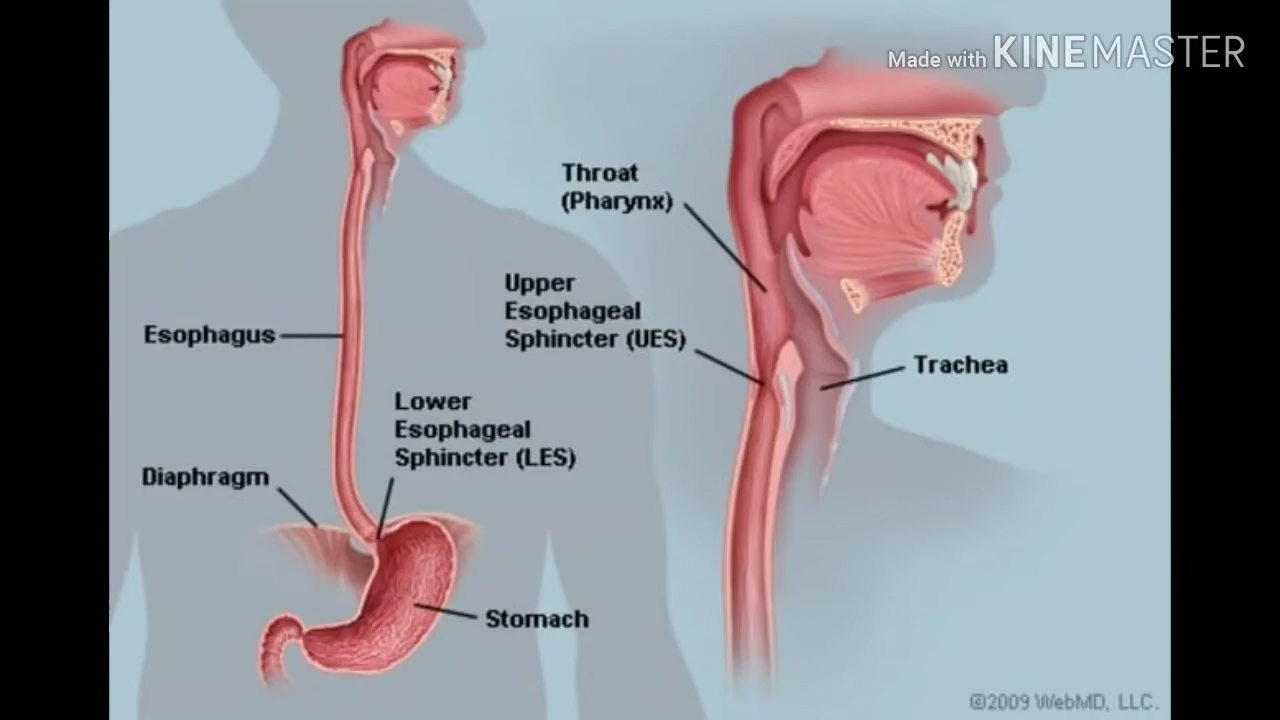 Made with KINEMASTER
Throat
(Pharynx)
Upper
Esophageal
Sphincter (UES)
Esophagus
Trachea
Lower
Esophageal
Sphincter (LES)
Diaphragm
Stomach
©2009 WebMD, LLC.